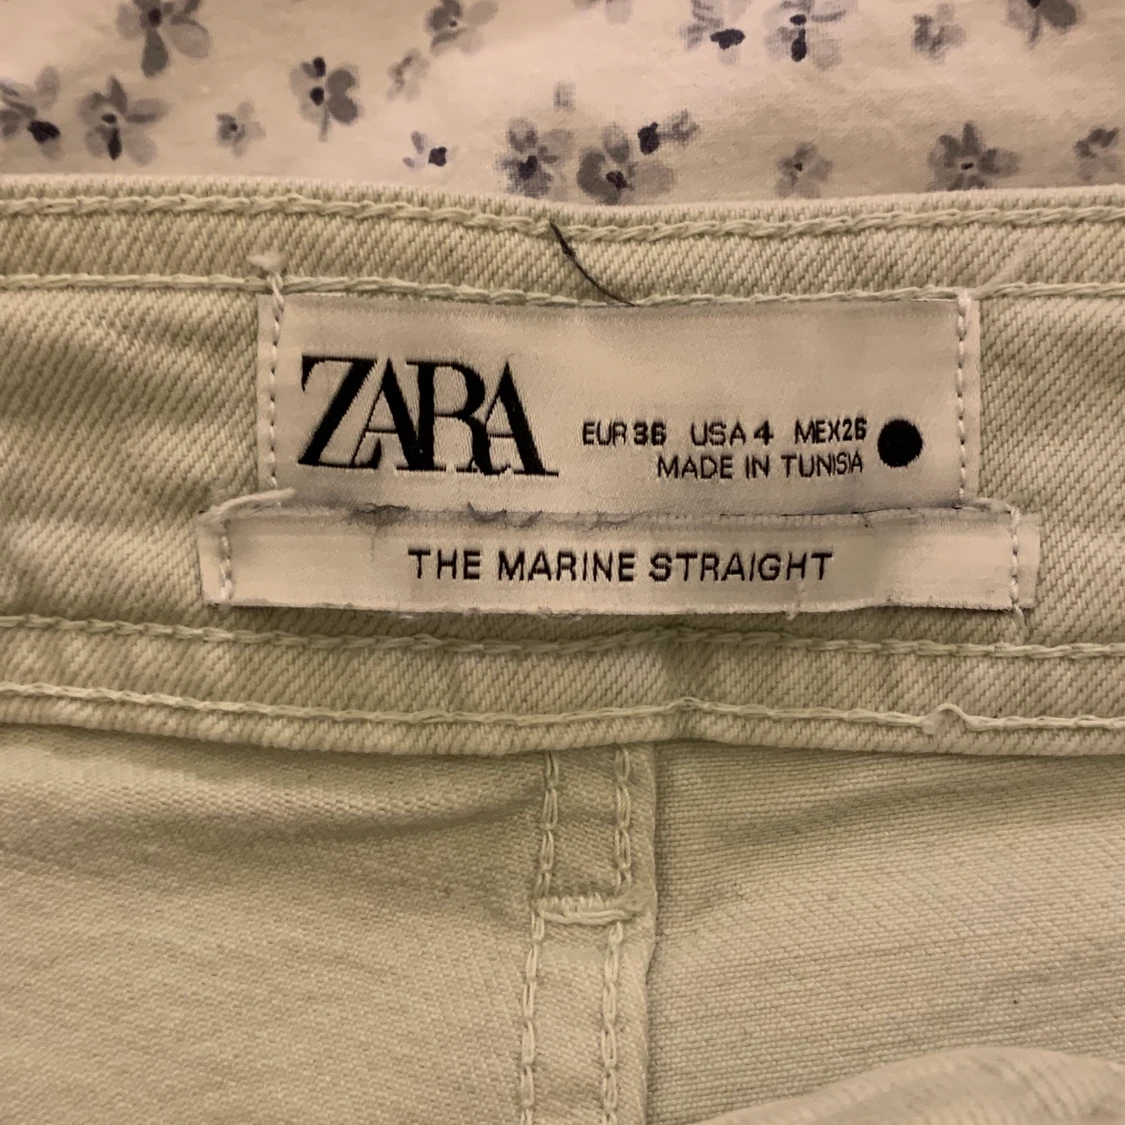 ZARA
EUR 36 USA 4 MEX 26
MADE IN TUNISIA
THE MARINE STRAIGHT